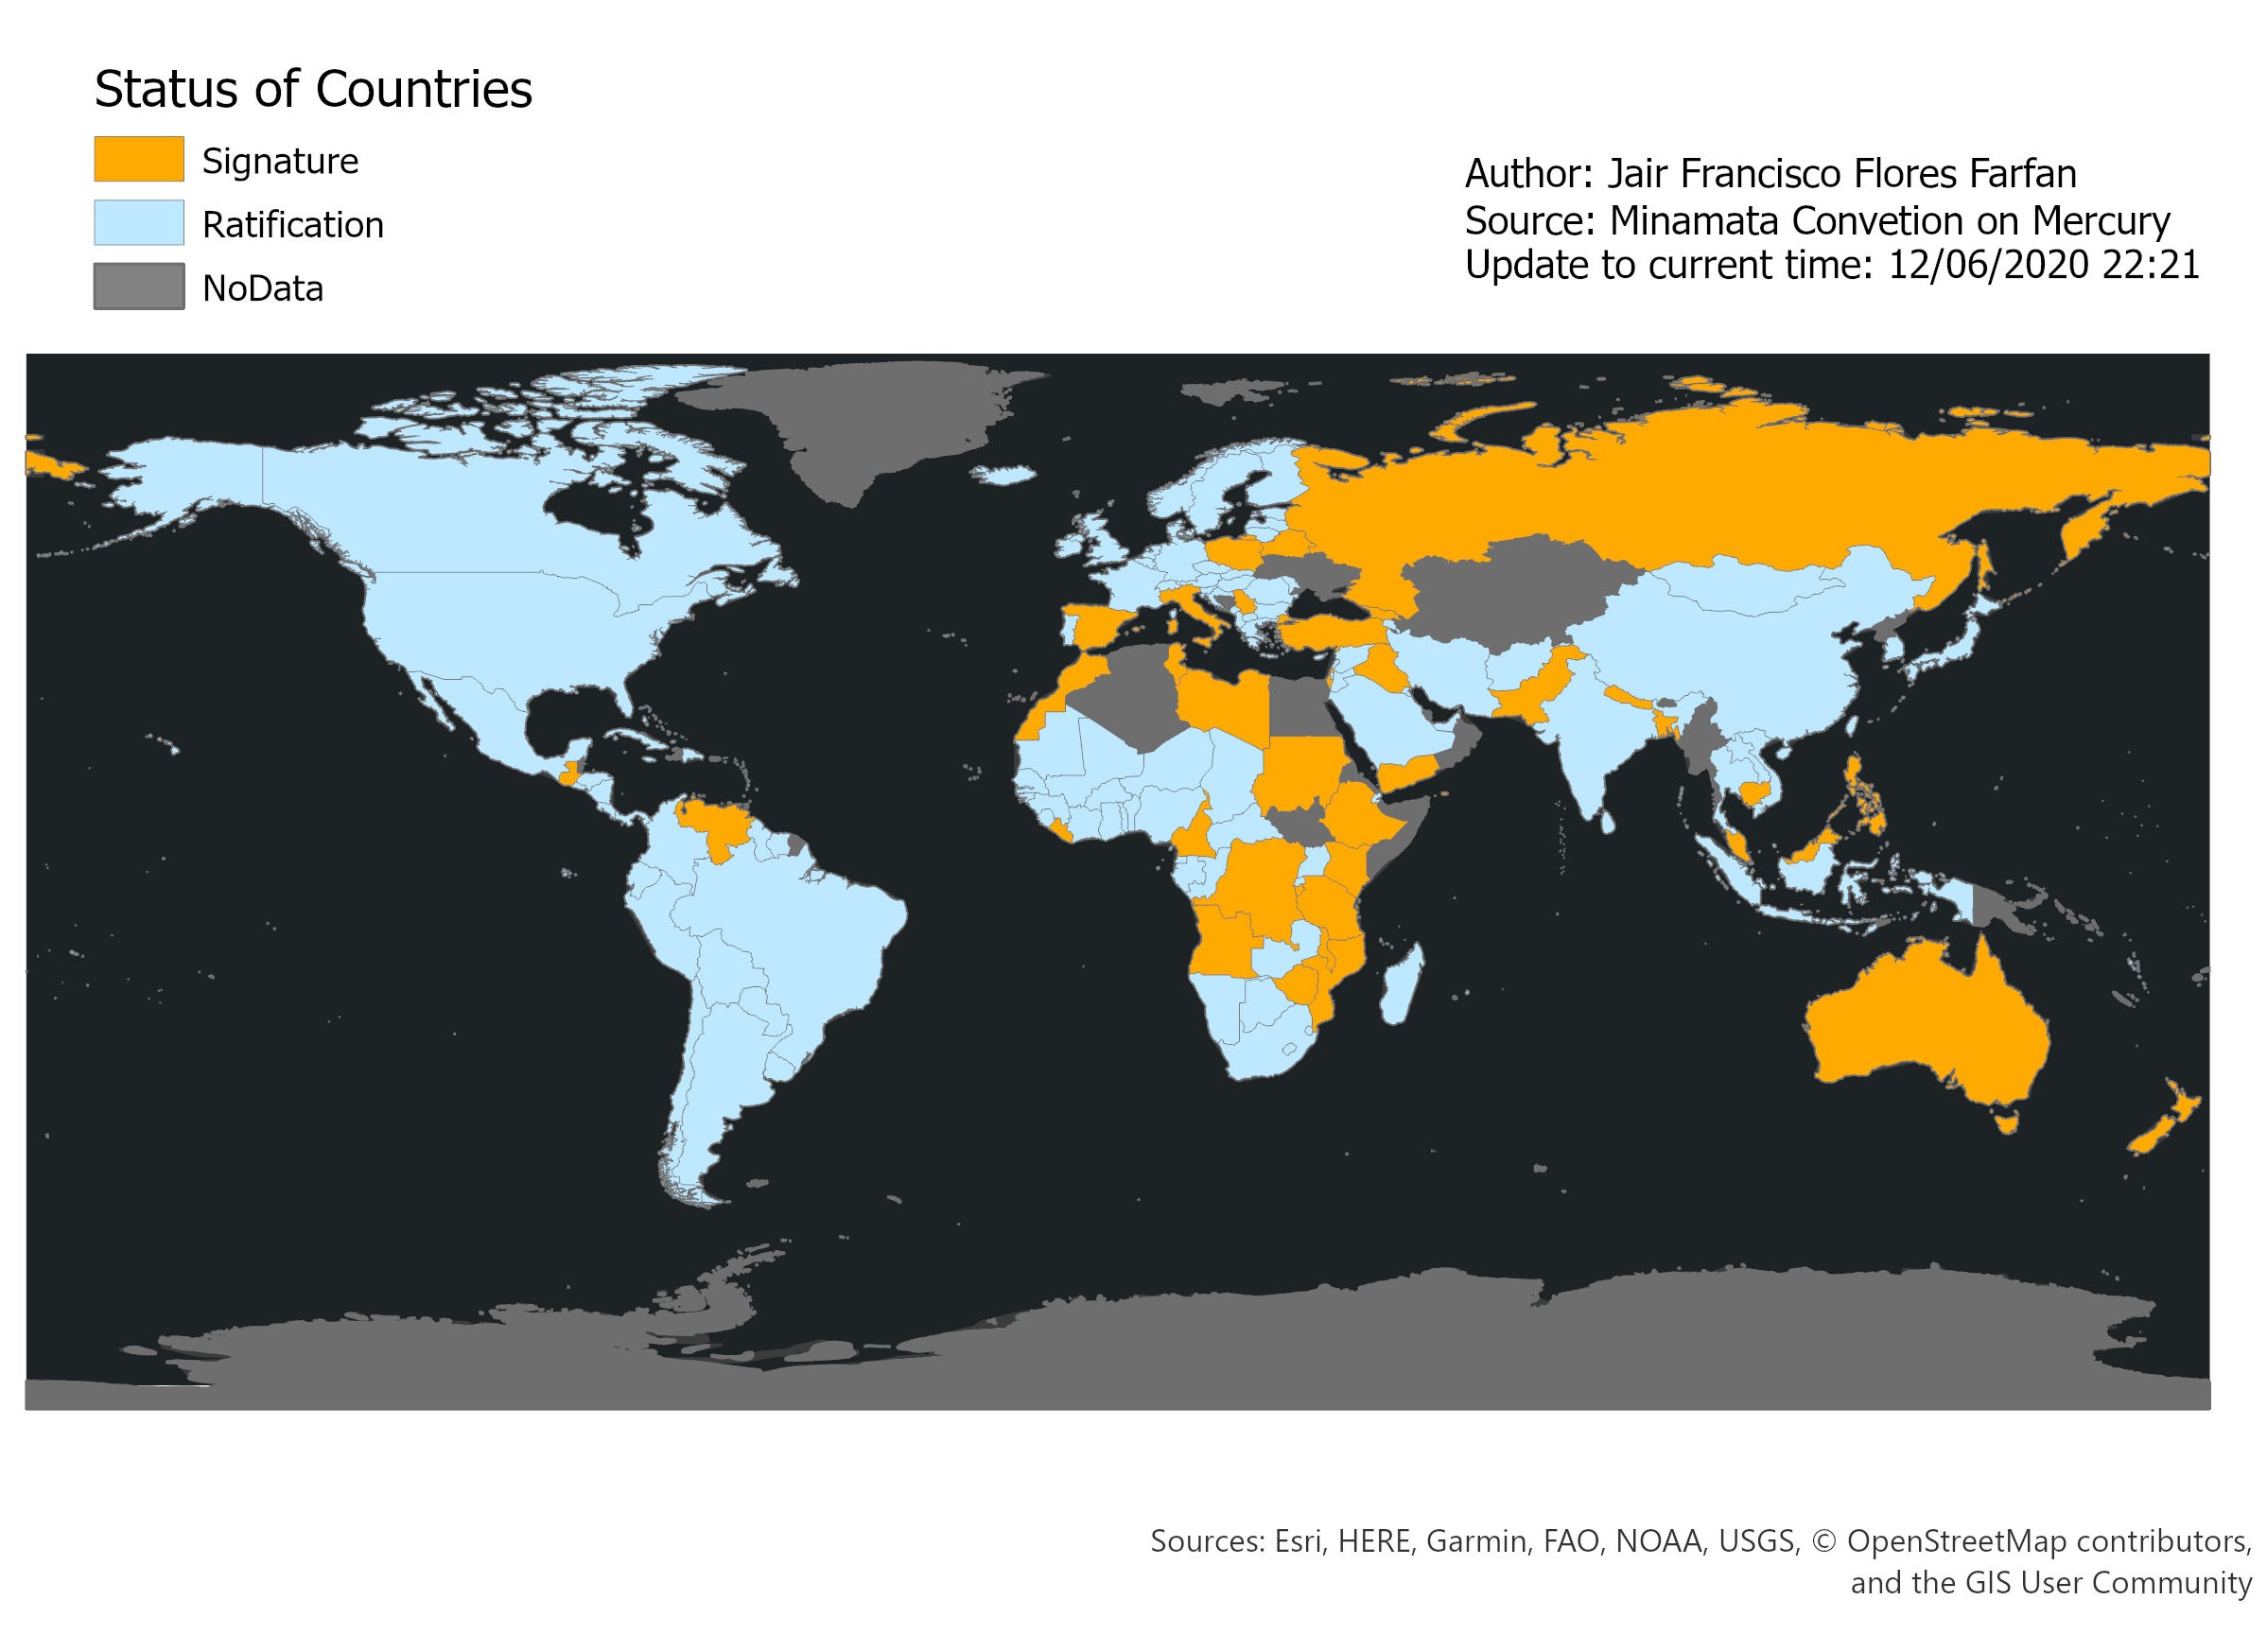 Status of Countries
Signature
Ratification
NoData
Author: Jair Francisco Flores Farfan
Source: Minamata Convetion on Mercury
Update to current time: 12/06/2020 22:21
Sources: Esri, HERE, Garmin, FAO, NOAA, USGS, © OpenStreetMap contributors,
and the GIS User Community